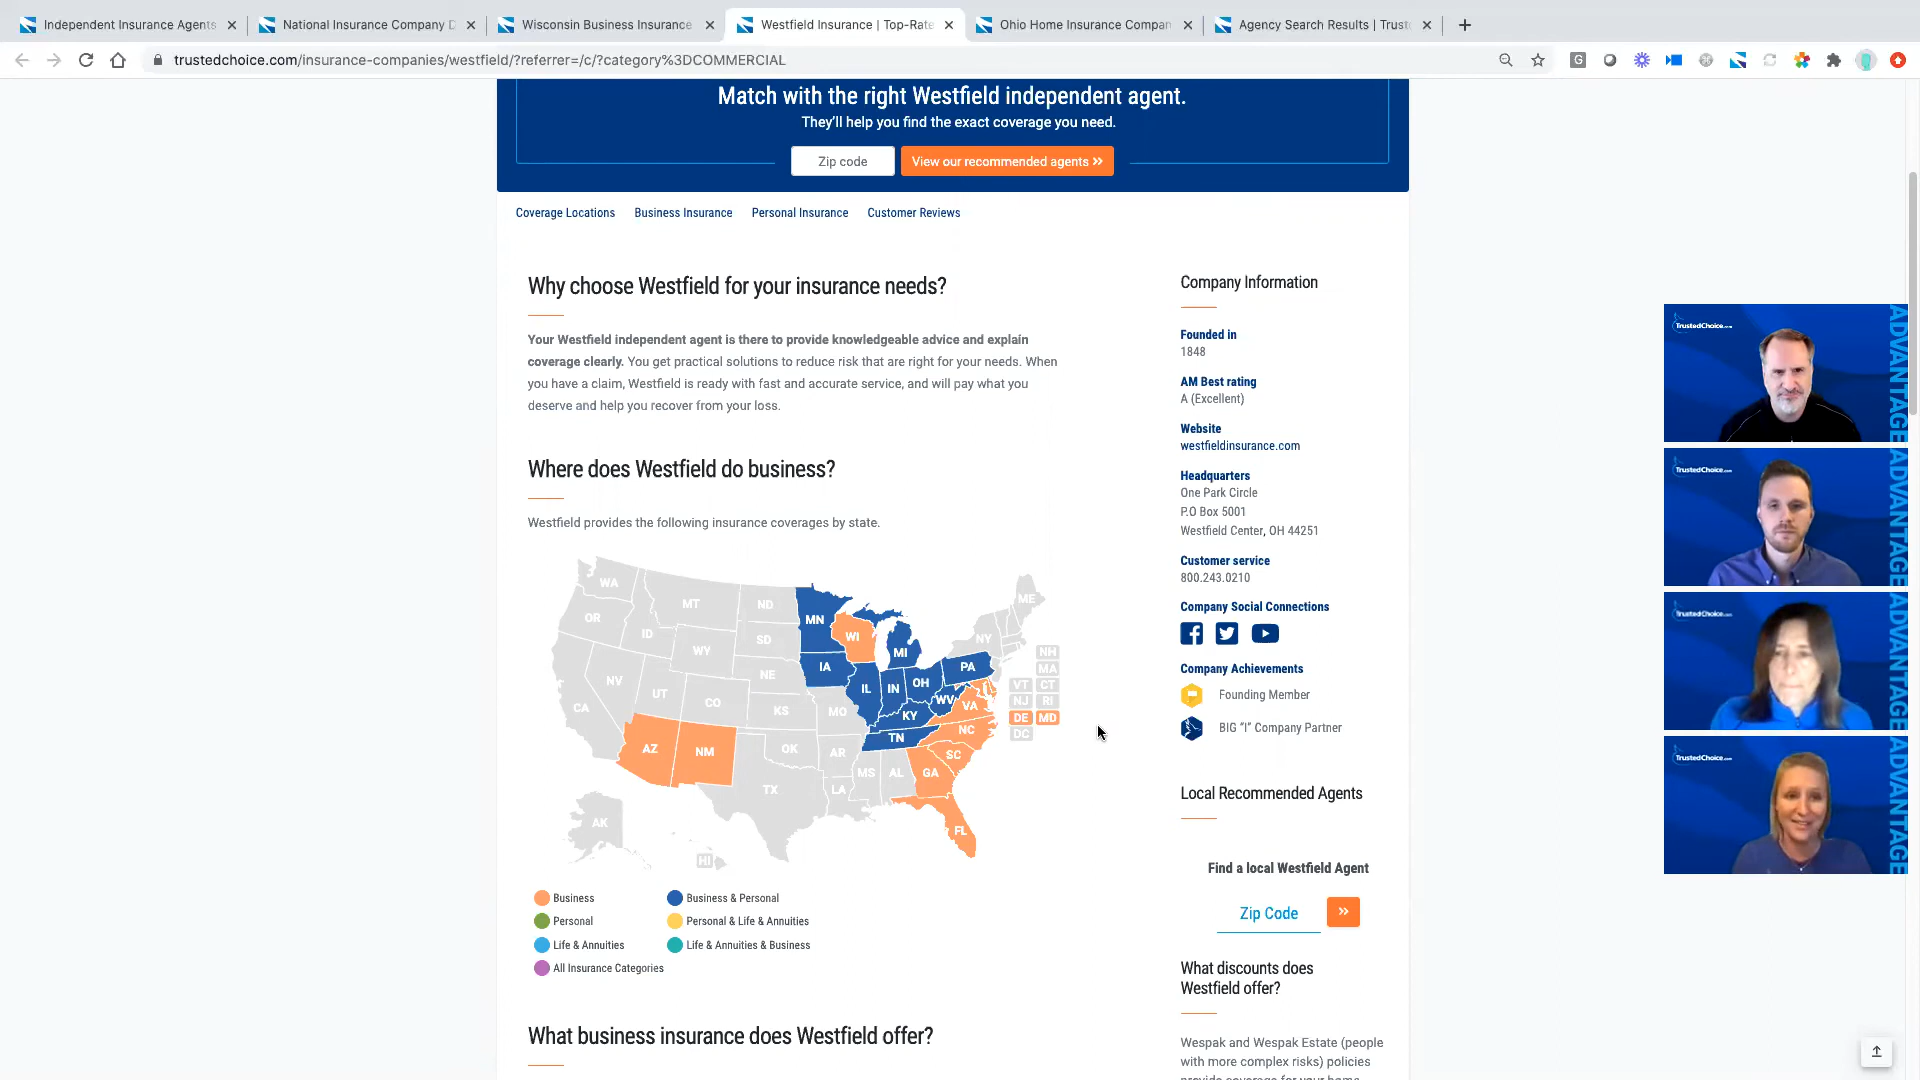 Independent Insurance Agents
National Insurance Company D
Wisconsin Business Insurance
Westfield Insurance | Top-Rate
Ohio Home Insurance Compan
Agency Search Results | Trust
trustedchoice.com/insurance-companies/westfield/?referrer=/c/?category%3DCOMMERCIAL
Match with the right Westfield independent agent.
They'll help you find the exact coverage you need.
Zip code
View our recommended agents »
Coverage Locations
Business Insurance
Personal Insurance
Customer Reviews
Why choose Westfield for your insurance needs?
Your Westfield independent agent is there to provide knowledgeable advice and explain
coverage clearly. You get practical solutions to reduce risk that are right for your needs. When
you have a claim, Westfield is ready with fast and accurate service, and will pay what you
deserve and help you recover from your loss.
Where does Westfield do business?
Westfield provides the following insurance coverages by state.
WA
MT
ND
MN
ME
OR
ID
SD
WI
NY
WY
MI
NH
IA
PA
MA
NV
NE
VT
CT
UT
IL
IN
OH
NJ
RI
CA
CO
KS
MO
WV
VA
KY
DE
MD
NC
DC
AZ
NM
OK
AR
TN
SC
MS
AL
GA
TX
LA
AK
FL
HI
Business
Business & Personal
Personal
Personal & Life & Annuities
Life & Annuities
Life & Annuities & Business
All Insurance Categories
What business insurance does Westfield offer?
Company Information
Founded in
1848
AM Best rating
A (Excellent)
Website
westfieldinsurance.com
Headquarters
One Park Circle
P.O Box 5001
Westfield Center, OH 44251
Customer service
800.243.0210
Company Social Connections
Company Achievements
Founding Member
BIG "I" Company Partner
Local Recommended Agents
Find a local Westfield Agent
Zip Code
»
What discounts does
Westfield offer?
Wespak and Wespak Estate (people
with more complex risks) policies
provide coverage for your home
TrustedChoice.com
ADVANTAGE
TrustedChoice.com
ADVANTAGE
TrustedChoice.com
ADVANTAGE
TrustedChoice.com
ADVANTAGE